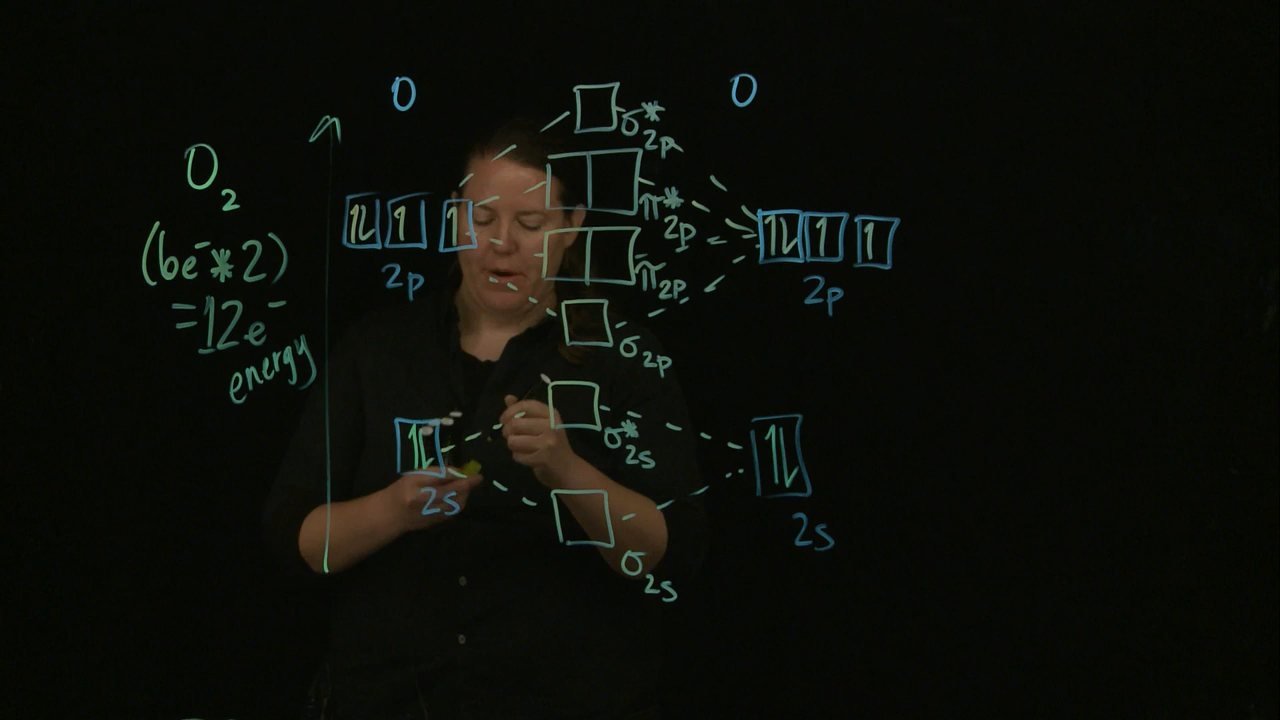 O
O
σ*2p
O2
π*2p
2p
2p
(6e⁻*2)
=12e⁻
π2p
energy
σ2p
σ*2s
2s
2s
σ2s